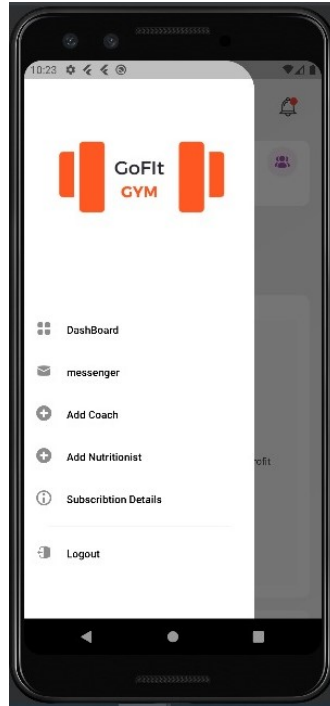 10:23
GoFIt
GYM
DashBoard
messenger
Add Coach
Add Nutritionist
rofit
Subscribtion Details
Logout